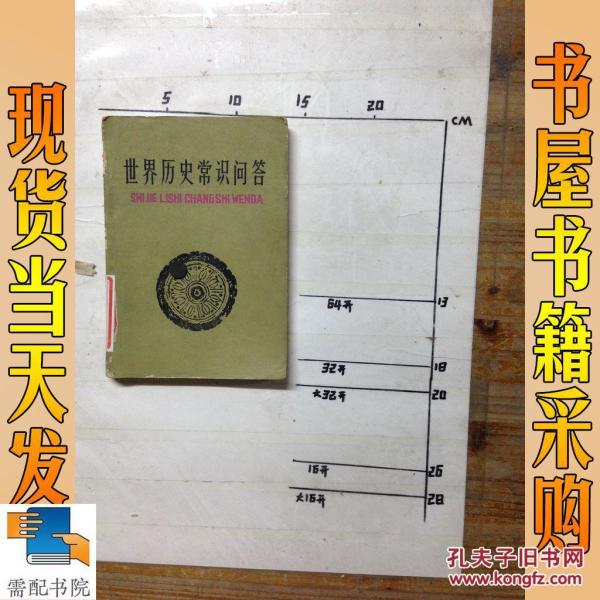 现货当天发
书屋书籍采购
5 10 15 20 CM
世界历史常识问答
SHIJIE LISHI CHANGSHI WENDA
64开 13
32开 18
大32开 20
16开 26
大16开 28
需配书院
孔夫子旧书网
www.kongfz.com